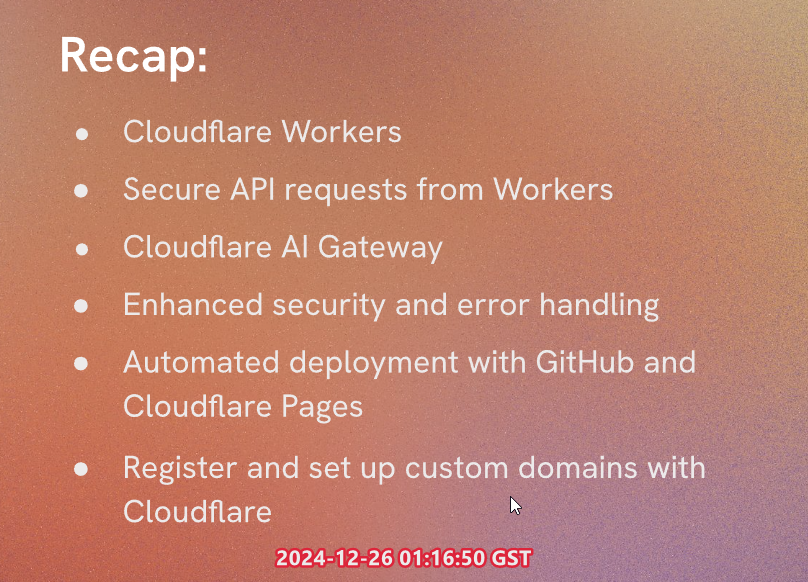 Recap:
● Cloudflare Workers
● Secure API requests from Workers
● Cloudflare AI Gateway
● Enhanced security and error handling
● Automated deployment with GitHub and
Cloudflare Pages
● Register and set up custom domains with
Cloudflare
2024-12-26 01:16:50 GST